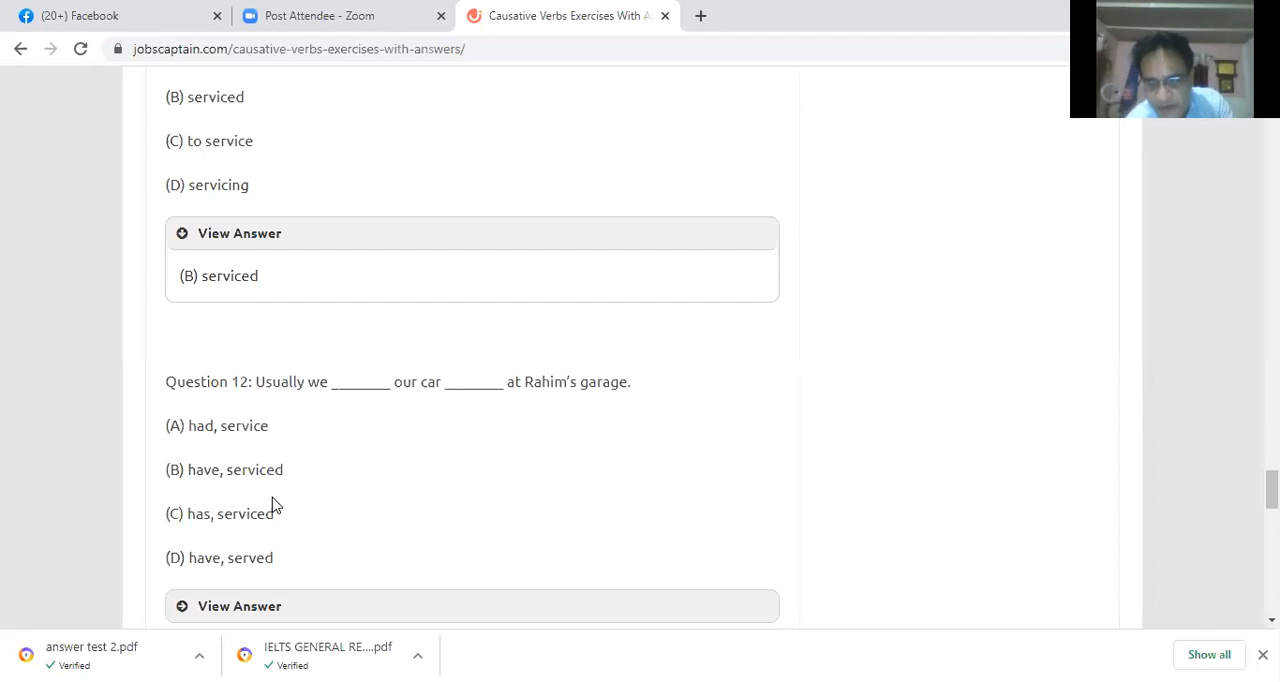 (20+) Facebook
Post Attendee - Zoom
Causative Verbs Exercises With A
jobscaptain.com/causative-verbs-exercises-with-answers/
(B) serviced
(C) to service
(D) servicing
View Answer
(B) serviced
Question 12: Usually we ________ our car ________ at Rahim’s garage.
(A) had, service
(B) have, serviced
(C) has, serviced
(D) have, served
View Answer
answer test 2.pdf
Verified
IELTS GENERAL RE....pdf
Verified
Show all